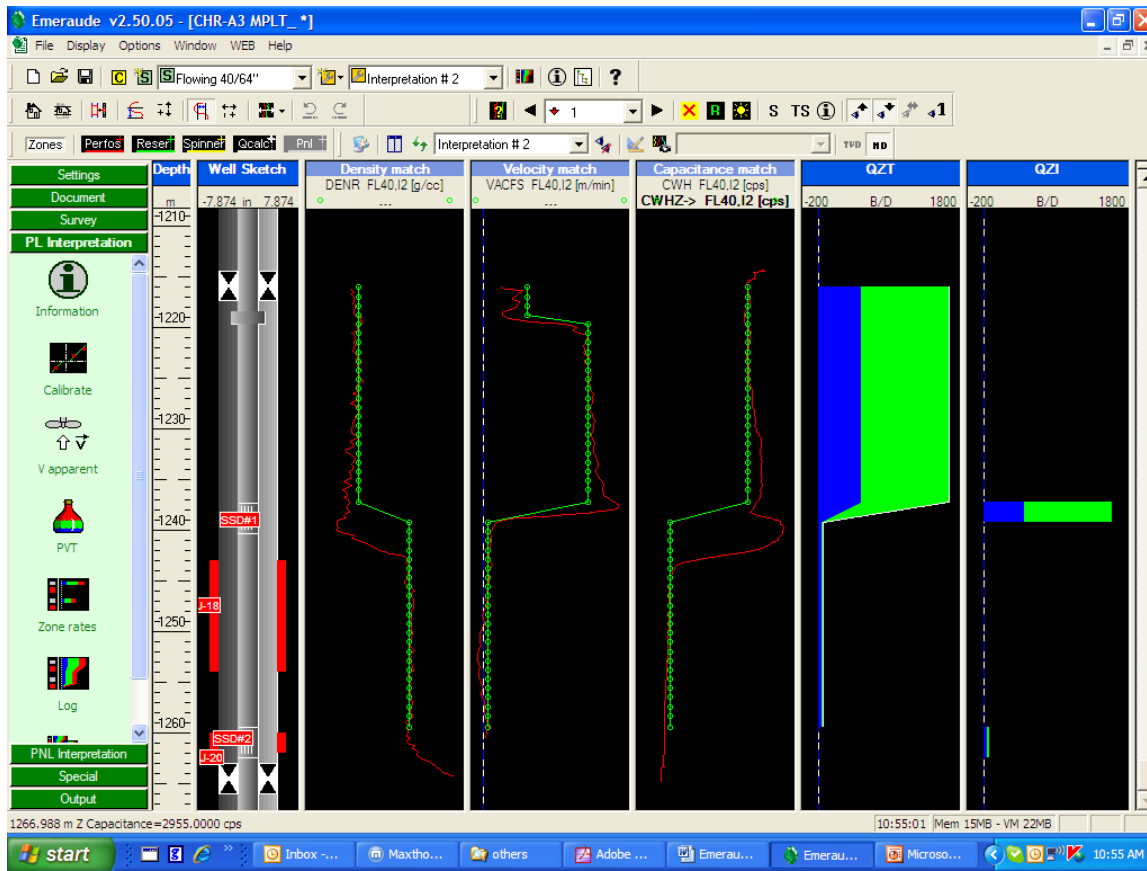 Emeraude v2.50.05 - [CHR-A3 MPLT_ *]
File Display Options Window WEB Help
C S S Flowing 40/64" Interpretation # 2 ?
1 R S TS 1
Zones Perfos Reser Spinner Qcalc Pnl Interpretation # 2 TVD MD
Settings
Document
Survey
PL Interpretation
Information
Calibrate
V apparent
PVT
Zone rates
Log
PNL Interpretation
Special
Output
Depth
m
-1210-
-1220-
-1230-
-1240-
-1250-
-1260-
Well Sketch
-7.874 in 7.874
SSD#1
J-18
SSD#2
J-20
Density match
DENR FL40,I2 [g/cc]
...
Velocity match
VACFS FL40,I2 [m/min]
...
Capacitance match
CWH FL40,I2 [cps]
CWHZ-> FL40,I2 [cps]
QZT
-200 B/D 1800
QZI
-200 B/D 1800
1266.988 m Z Capacitance=2955.0000 cps
10:55:01 Mem 15MB - VM 22MB
start Inbox -... Maxtho... others Adobe ... Emerau... Emerau... Microso... 10:55 AM